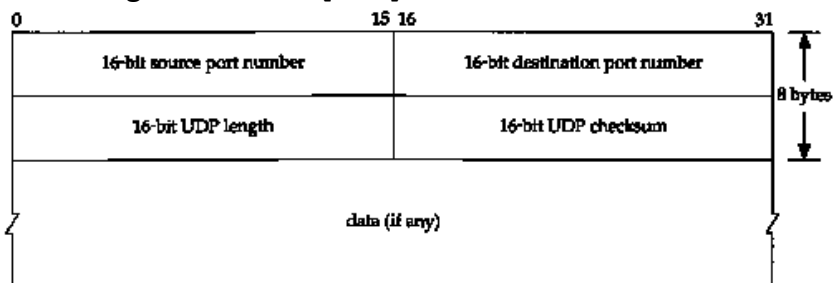 0 15 16 31
16-bit source port number 16-bit destination port number
8 bytes
16-bit UDP length 16-bit UDP checksum
data (if any)